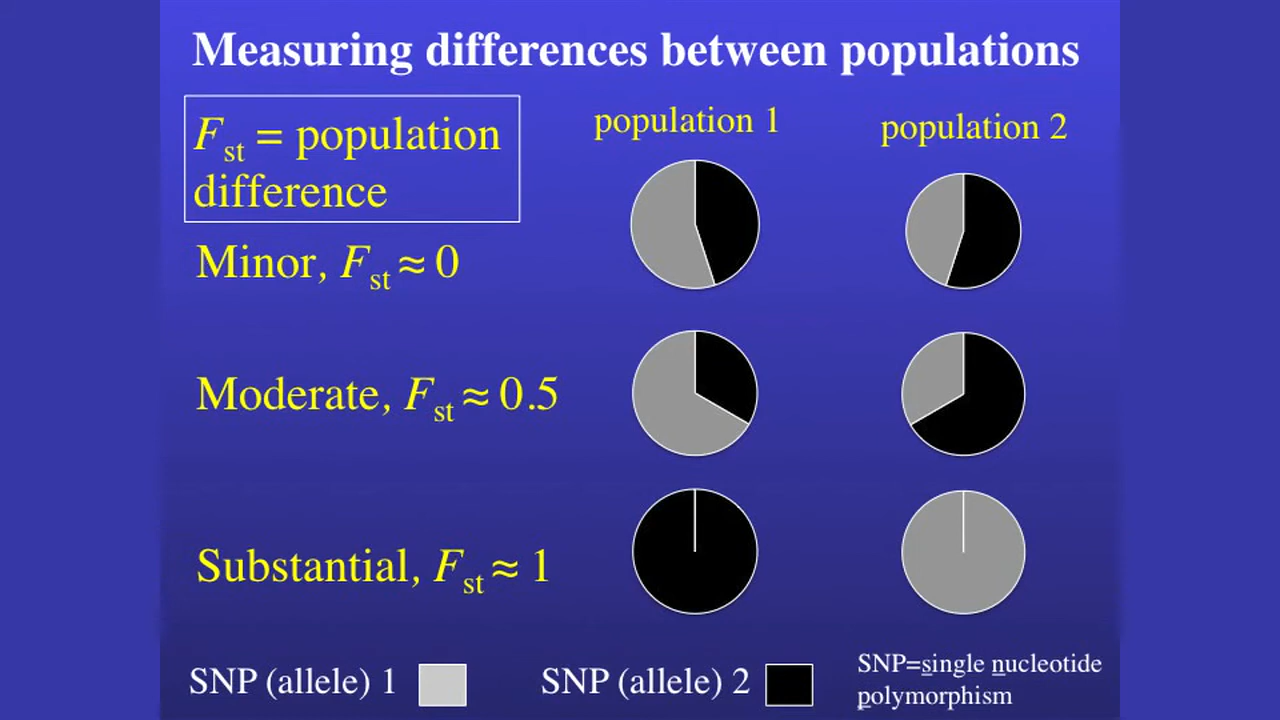 Measuring differences between populations
Fst = population
difference
population 1
population 2
Minor, Fst ≈ 0
Moderate, Fst ≈ 0.5
Substantial, Fst ≈ 1
SNP (allele) 1
SNP (allele) 2
SNP=single nucleotide
polymorphism